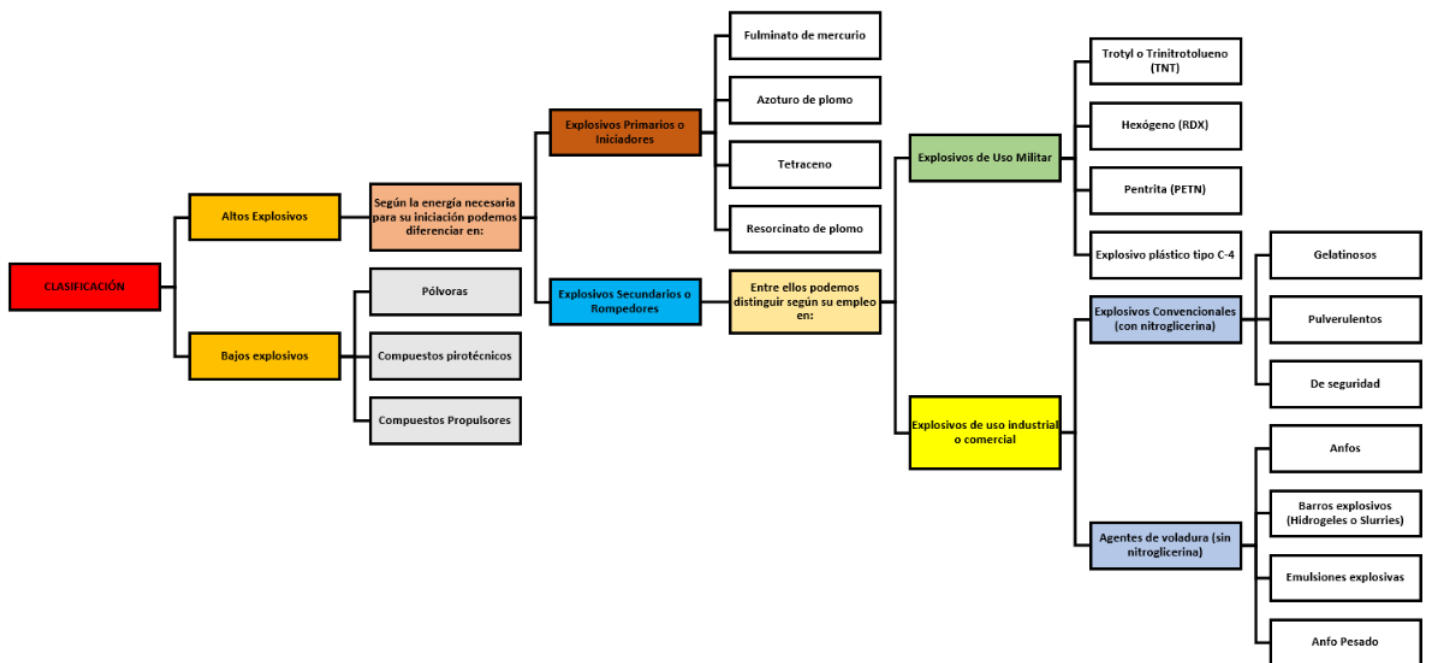 CLASIFICACIÓN
Altos Explosivos
Según la energía necesaria
para su iniciación podemos
diferenciar en:
Explosivos Primarios o
Iniciadores
Fulminato de mercurio
Azoturo de plomo
Tetraceno
Resorcinato de plomo
Explosivos Secundarios o
Rompedores
Entre ellos podemos
distinguir según su empleo
en:
Explosivos de Uso Militar
Trotyl o Trinitrotolueno
(TNT)
Hexógeno (RDX)
Pentrita (PETN)
Explosivo plástico tipo C-4
Explosivos de uso industrial
o comercial
Explosivos Convencionales
(con nitroglicerina)
Gelatinosos
Pulverulentos
De seguridad
Agentes de voladura (sin
nitroglicerina)
Anfos
Barros explosivos
(Hidrogeles o Slurries)
Emulsiones explosivas
Anfo Pesado
Bajos explosivos
Pólvoras
Compuestos pirotécnicos
Compuestos Propulsores